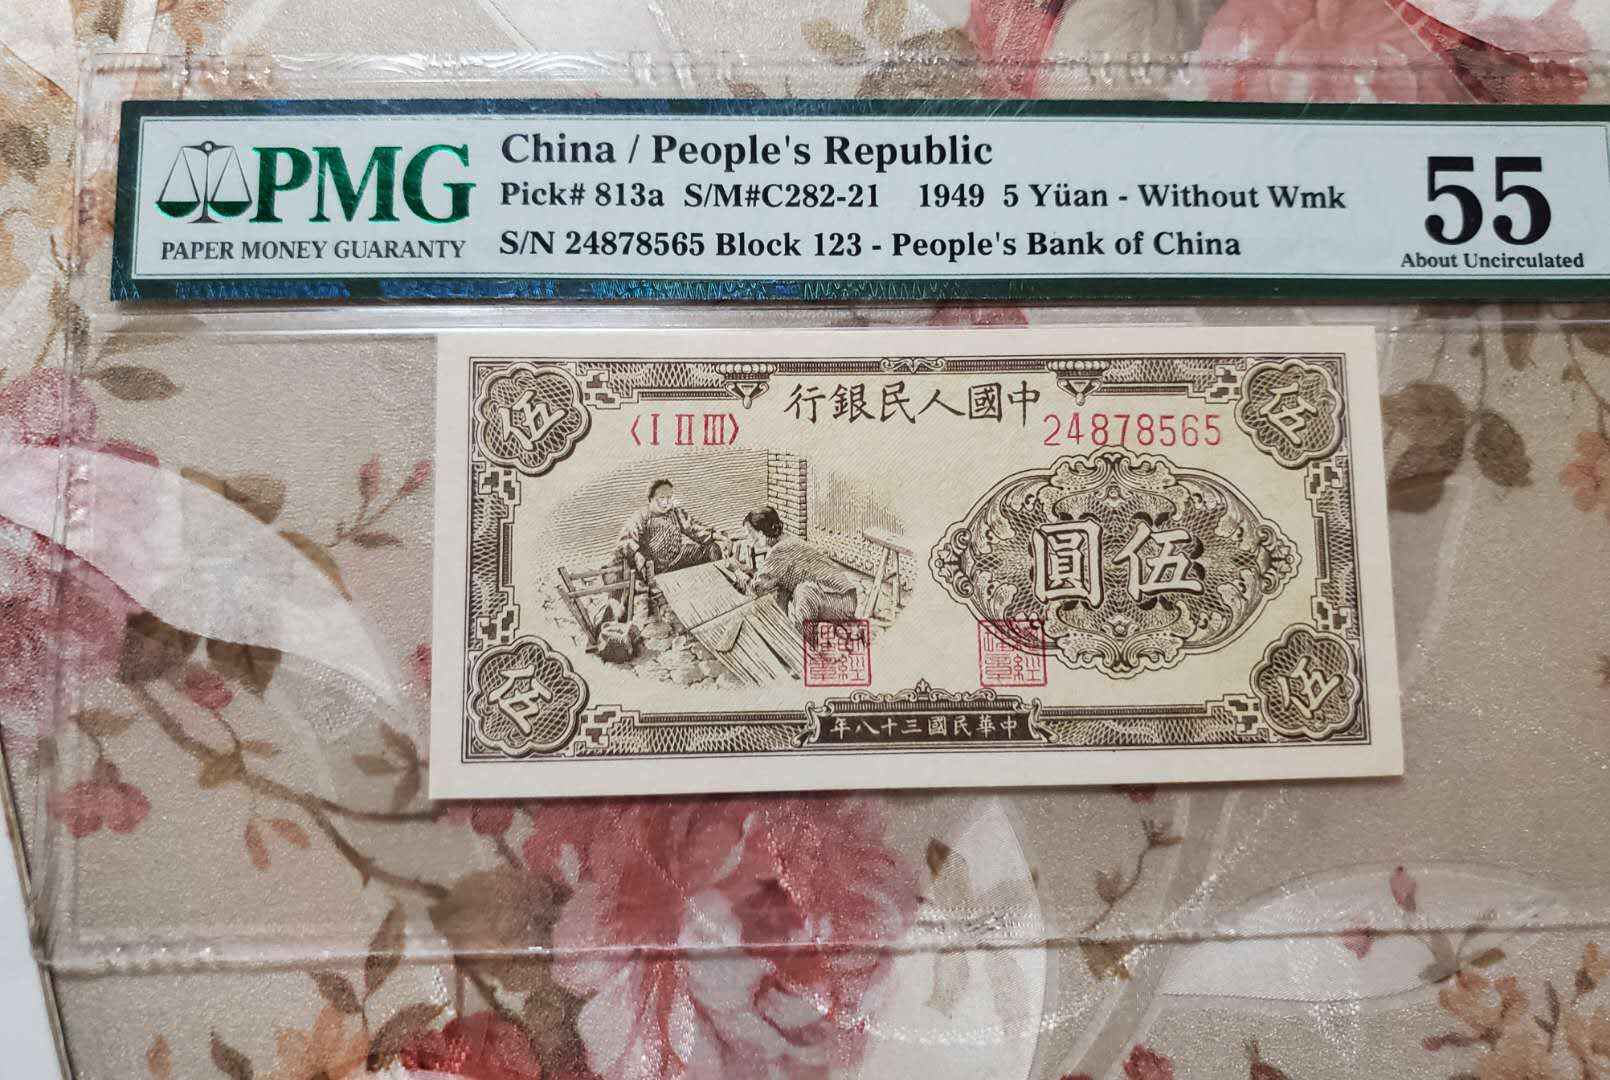 PMG
PAPER MONEY GUARANTY
China / People's Republic
Pick# 813a S/M#C282-21 1949 5 Yüan - Without Wmk
S/N 24878565 Block 123 - People's Bank of China
55
About Uncirculated
伍
行銀民人國中
伍
〈I II III〉
24878565
圓伍
伍
年八十三國民華中
伍